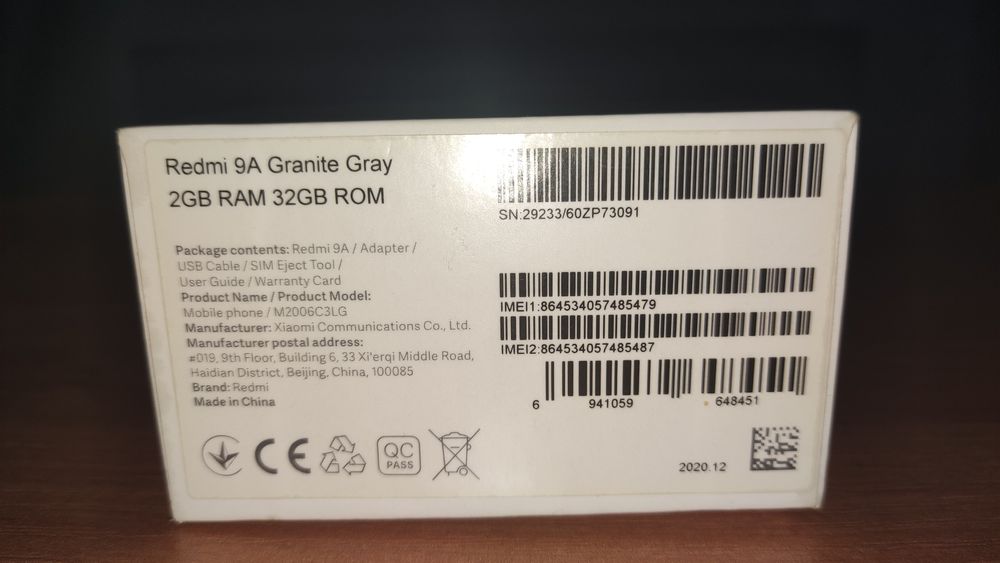 Redmi 9A Granite Gray
2GB RAM 32GB ROM
Package contents: Redmi 9A / Adapter /
USB Cable / SIM Eject Tool /
User Guide / Warranty Card
Product Name / Product Model:
Mobile phone / M2006C3LG
Manufacturer: Xiaomi Communications Co., Ltd.
Manufacturer postal address:
#019, 9th Floor, Building 6, 33 Xi'erqi Middle Road,
Haidian District, Beijing, China, 100085
Brand: Redmi
Made in China
CE
QC
PASS
SN:29233/60ZP73091
IMEI1:864534057485479
IMEI2:864534057485487
6 941059 648451
2020.12